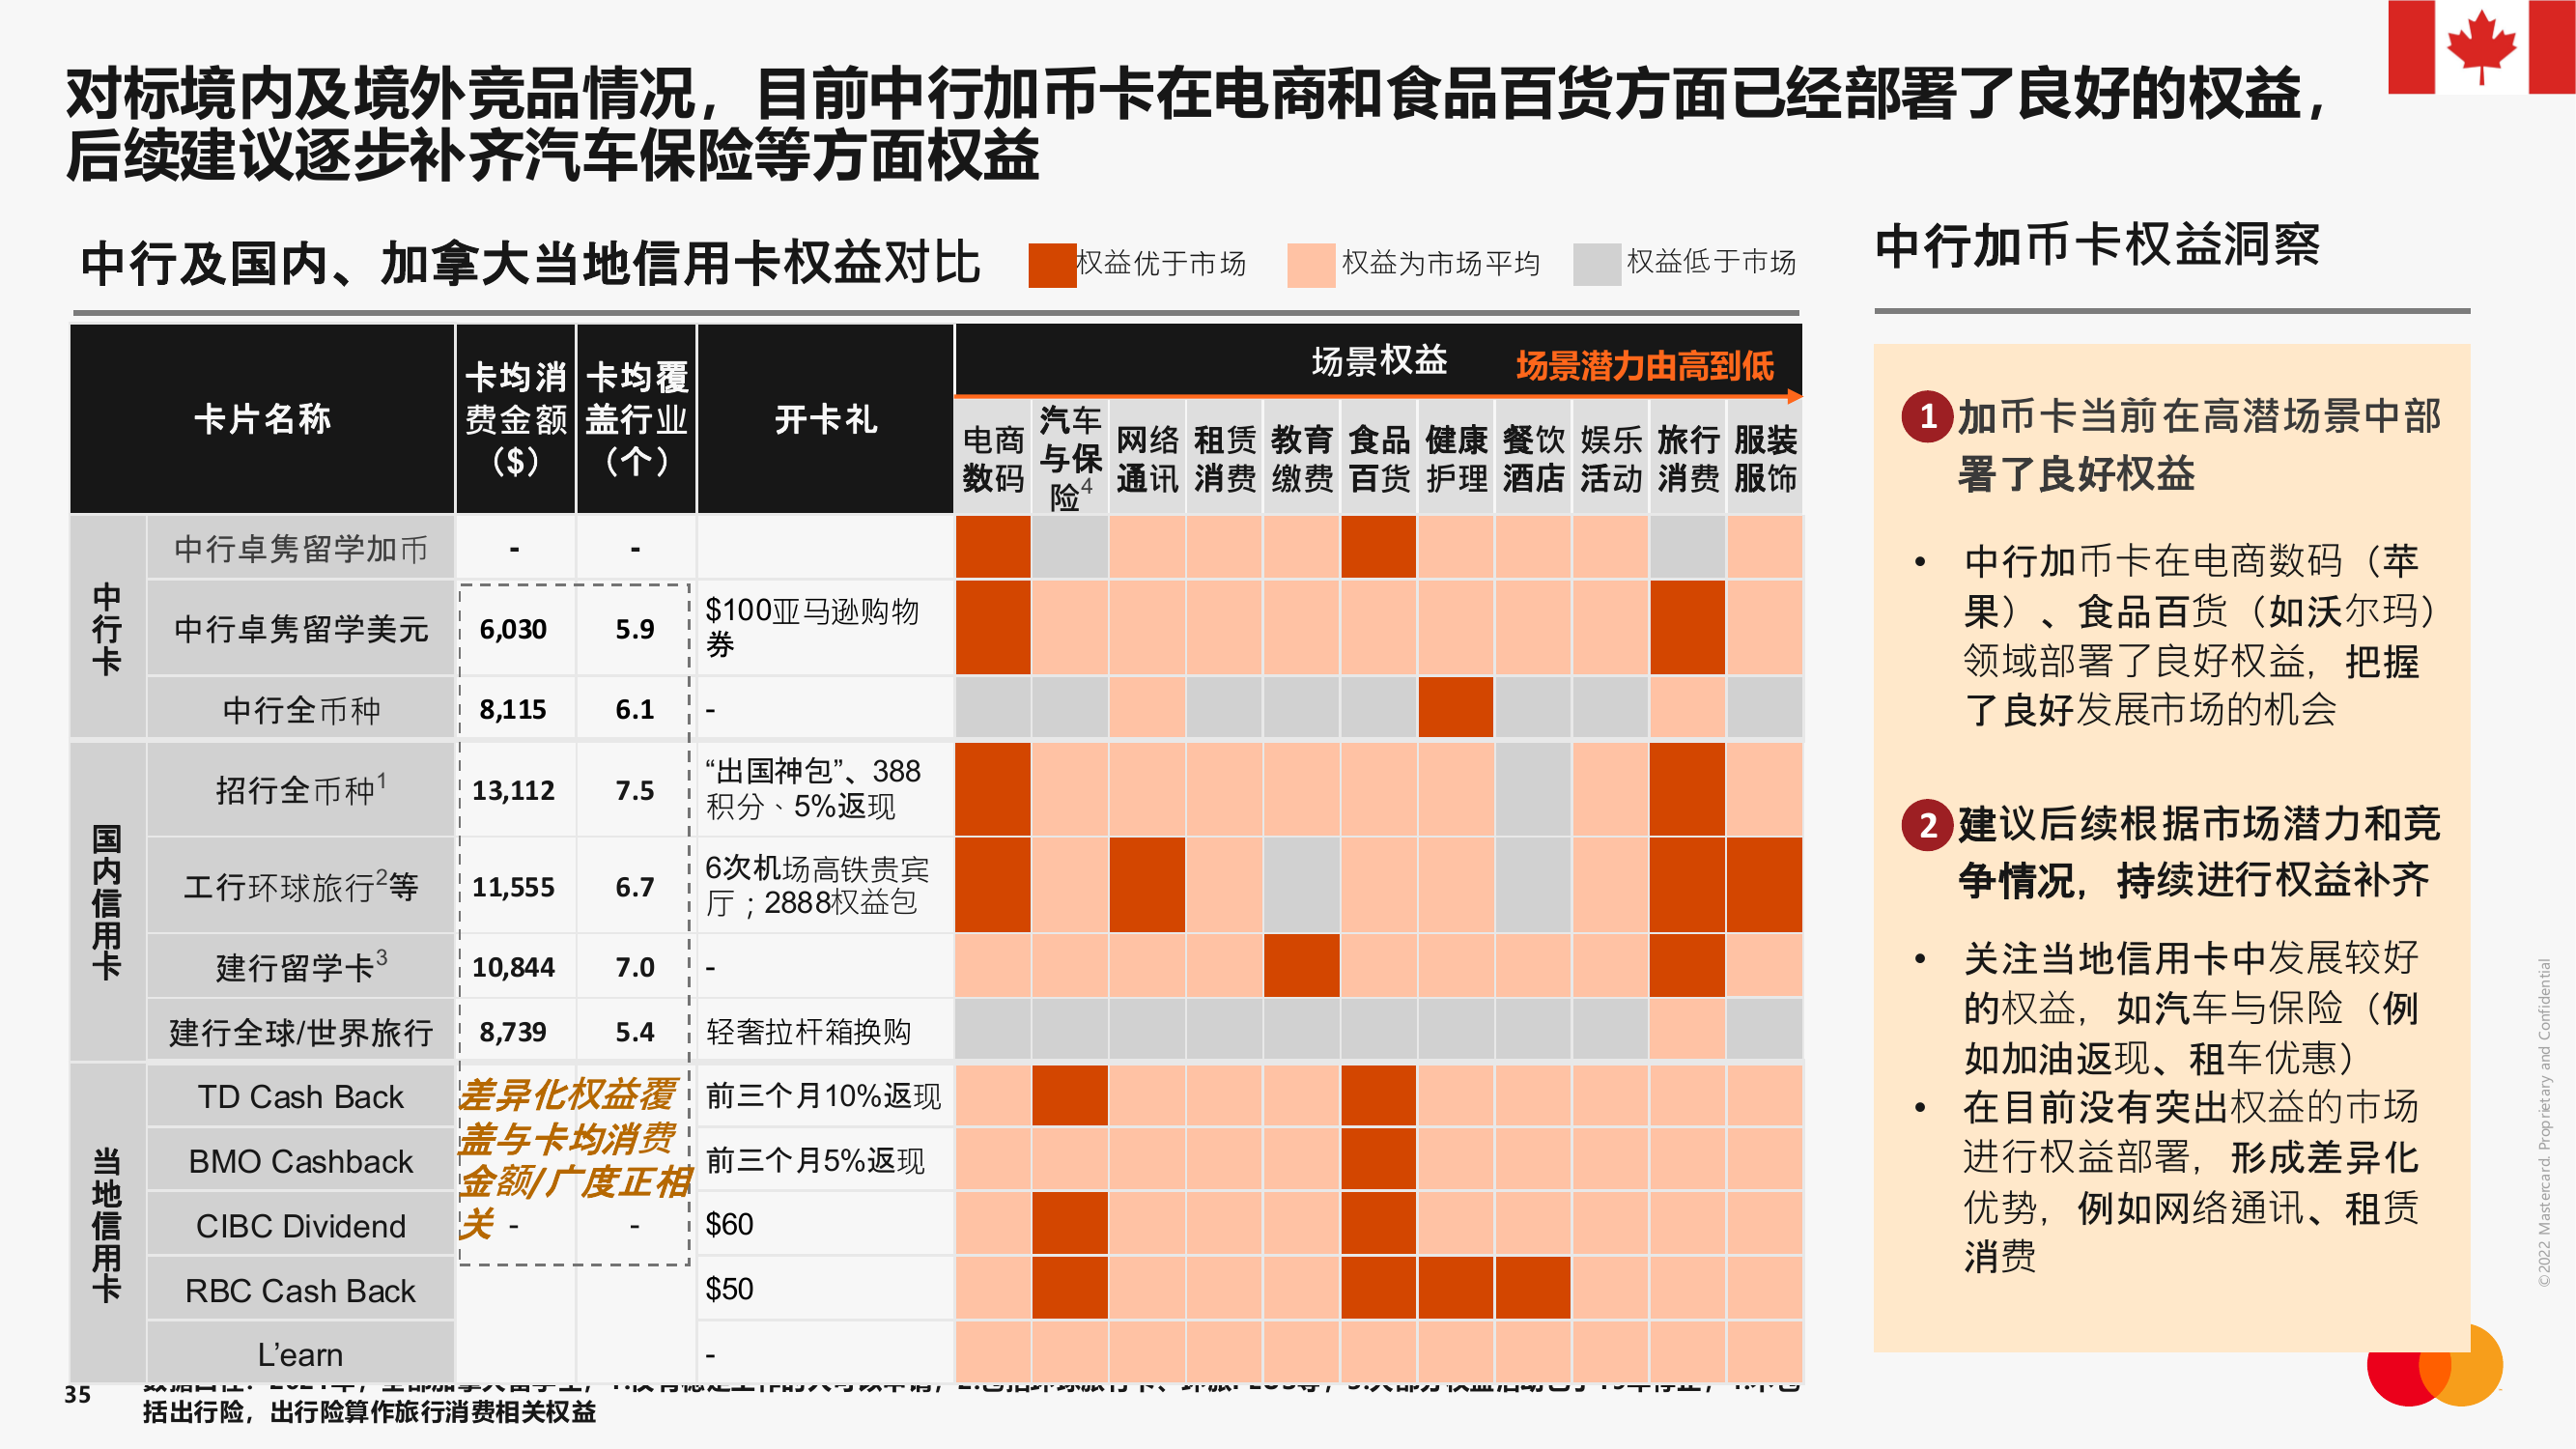 对标境内及境外竞品情况，目前中行加币卡在电商和食品百货方面已经部署了良好的权益，
后续建议逐步补齐汽车保险等方面权益
中行及国内、加拿大当地信用卡权益对比
权益优于市场
权益为市场平均
权益低于市场
卡片名称
卡均消
费金额
（$）
卡均覆
盖行业
（个）
开卡礼
场景权益
场景潜力由高到低
电商
数码
汽车
与保
险4
网络
通讯
租赁
消费
教育
缴费
食品
百货
健康
护理
餐饮
酒店
娱乐
活动
旅行
消费
服装
服饰
中行卡
中行卓隽留学加币
-
-
中行卓隽留学美元
6,030
5.9
$100亚马逊购物
券
中行全币种
8,115
6.1
-
国内信用卡
招行全币种1
13,112
7.5
“出国神包”、388
积分、5%返现
工行环球旅行2等
11,555
6.7
6次机场高铁贵宾
厅；2888权益包
建行留学卡3
10,844
7.0
-
建行全球/世界旅行
8,739
5.4
轻奢拉杆箱换购
当地信用卡
TD Cash Back
前三个月10%返现
BMO Cashback
前三个月5%返现
CIBC Dividend
-
-
$60
RBC Cash Back
$50
L’earn
-
差异化权益覆
盖与卡均消费
金额/广度正相
关
中行加币卡权益洞察
1
加币卡当前在高潜场景中部
署了良好权益
• 中行加币卡在电商数码（苹
果）、食品百货（如沃尔玛）
领域部署了良好权益，把握
了良好发展市场的机会
2
建议后续根据市场潜力和竞
争情况，持续进行权益补齐
• 关注当地信用卡中发展较好
的权益，如汽车与保险（例
如加油返现、租车优惠）
• 在目前没有突出权益的市场
进行权益部署，形成差异化
优势，例如网络通讯、租赁
消费
35
括出行险，出行险算作旅行消费相关权益
©2022 Mastercard. Proprietary and Confidential